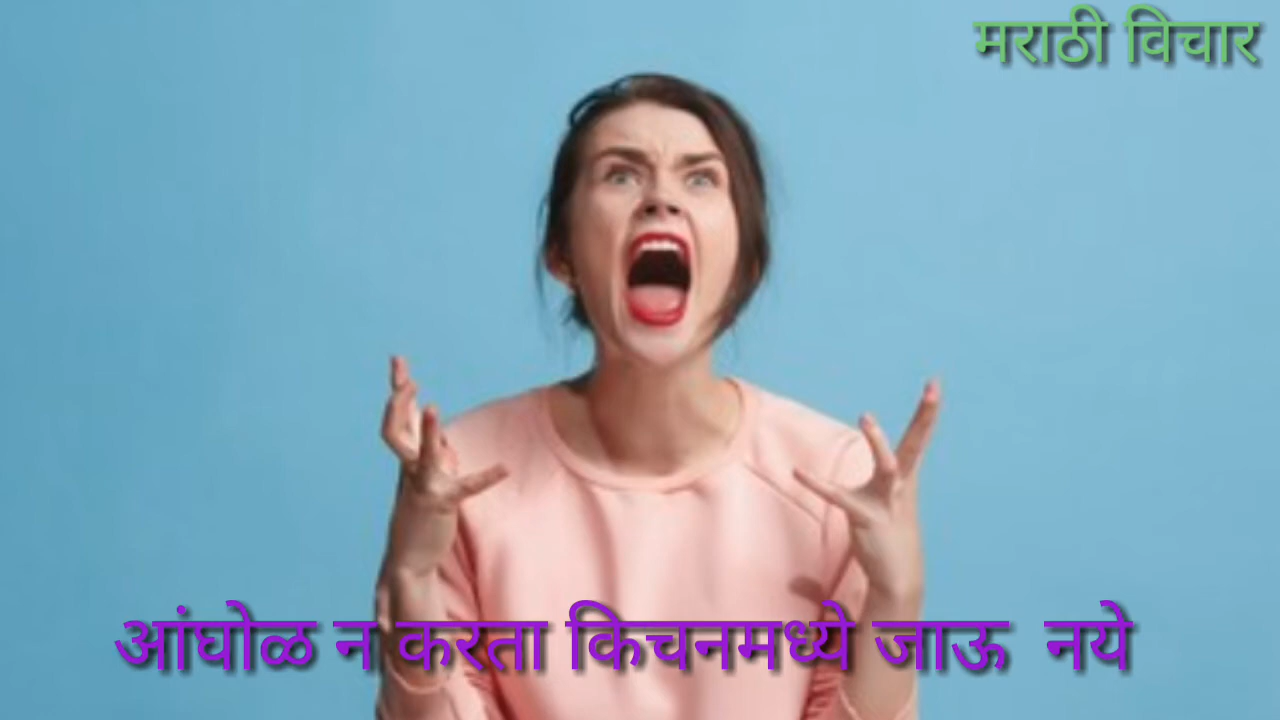 मराठी विचार
आंघोळ न करता किचनमध्ये जाऊ नये